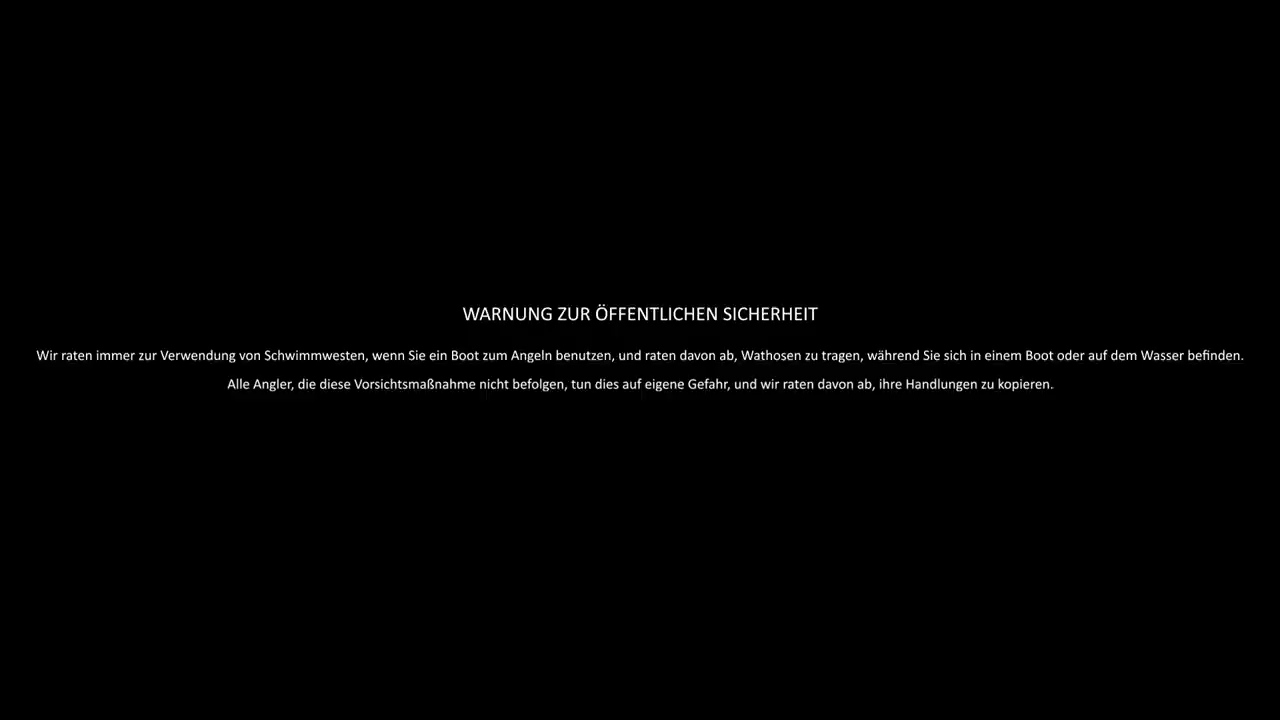 WARNUNG ZUR ÖFFENTLICHEN SICHERHEIT
Wir raten immer zur Verwendung von Schwimmwesten, wenn Sie ein Boot zum Angeln benutzen, und raten davon ab, Wathosen zu tragen, während Sie sich in einem Boot oder auf dem Wasser befinden.
Alle Angler, die diese Vorsichtsmaßnahme nicht befolgen, tun dies auf eigene Gefahr, und wir raten davon ab, ihre Handlungen zu kopieren.